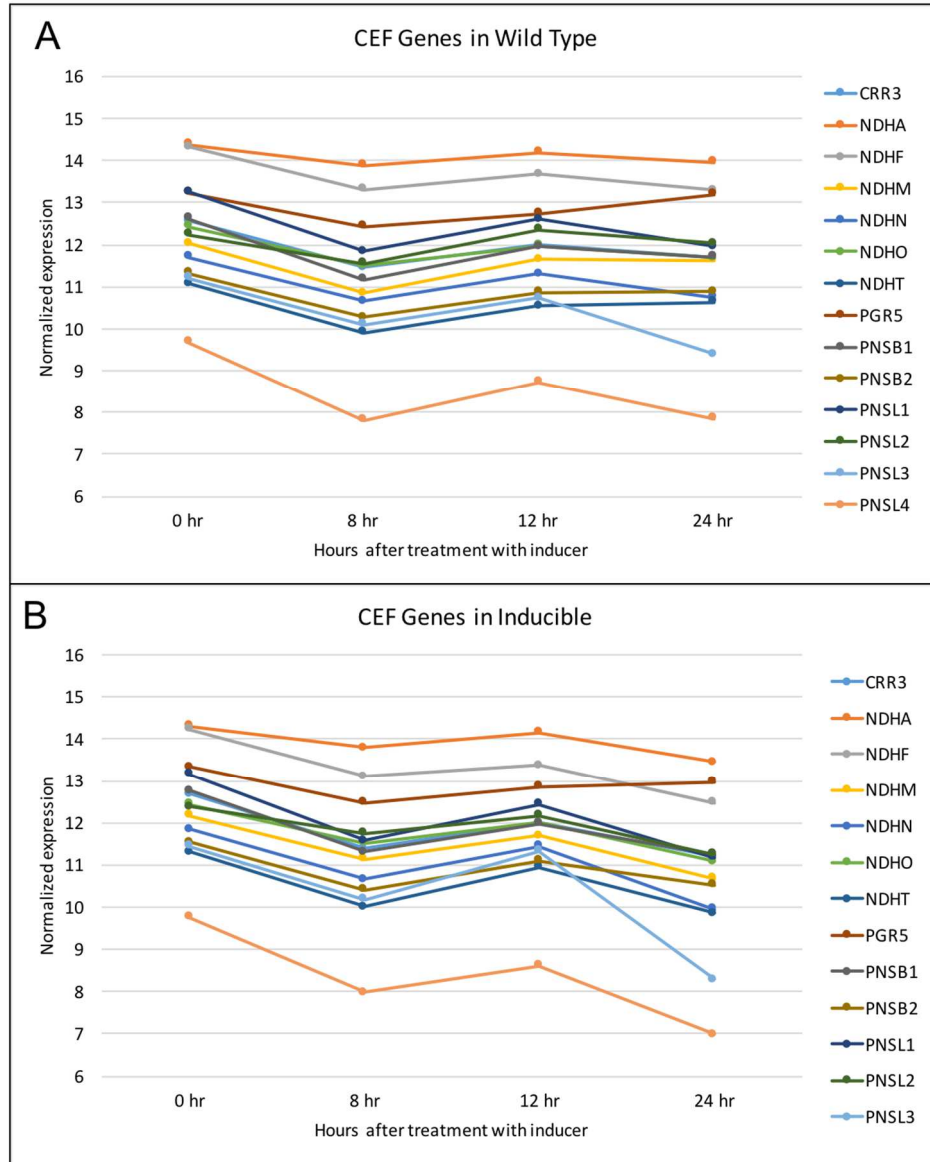 A
CEF Genes in Wild Type
Normalized expression
16
15
14
13
12
11
10
9
8
7
6
0 hr
8 hr
12 hr
24 hr
Hours after treatment with inducer
CRR3
NDHA
NDHF
NDHM
NDHN
NDHO
NDHT
PGR5
PNSB1
PNSB2
PNSL1
PNSL2
PNSL3
PNSL4
B
CEF Genes in Inducible
Normalized expression
16
15
14
13
12
11
10
9
8
7
6
0 hr
8 hr
12 hr
24 hr
Hours after treatment with inducer
CRR3
NDHA
NDHF
NDHM
NDHN
NDHO
NDHT
PGR5
PNSB1
PNSB2
PNSL1
PNSL2
PNSL3